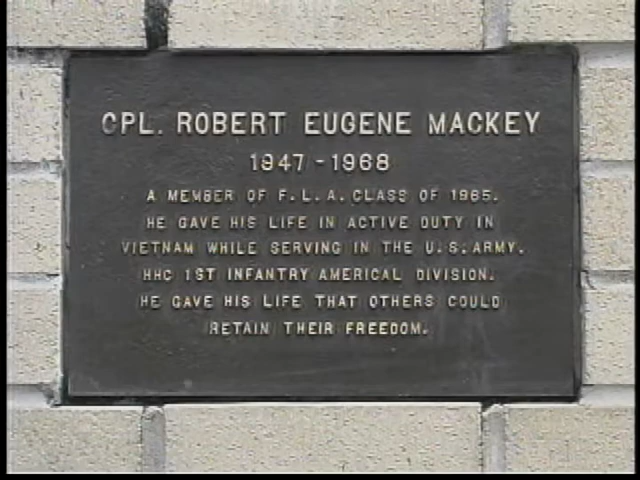 CPL. ROBERT EUGENE MACKEY
1947-1968
A MEMBER OF F.L.A. CLASS OF 1965.
HE GAVE HIS LIFE IN ACTIVE DUTY IN
VIETNAM WHILE SERVING IN THE U.S. ARMY.
HHC 1ST INFANTRY AMERICAL DIVISION.
HE GAVE HIS LIFE THAT OTHERS COULD
RETAIN THEIR FREEDOM.